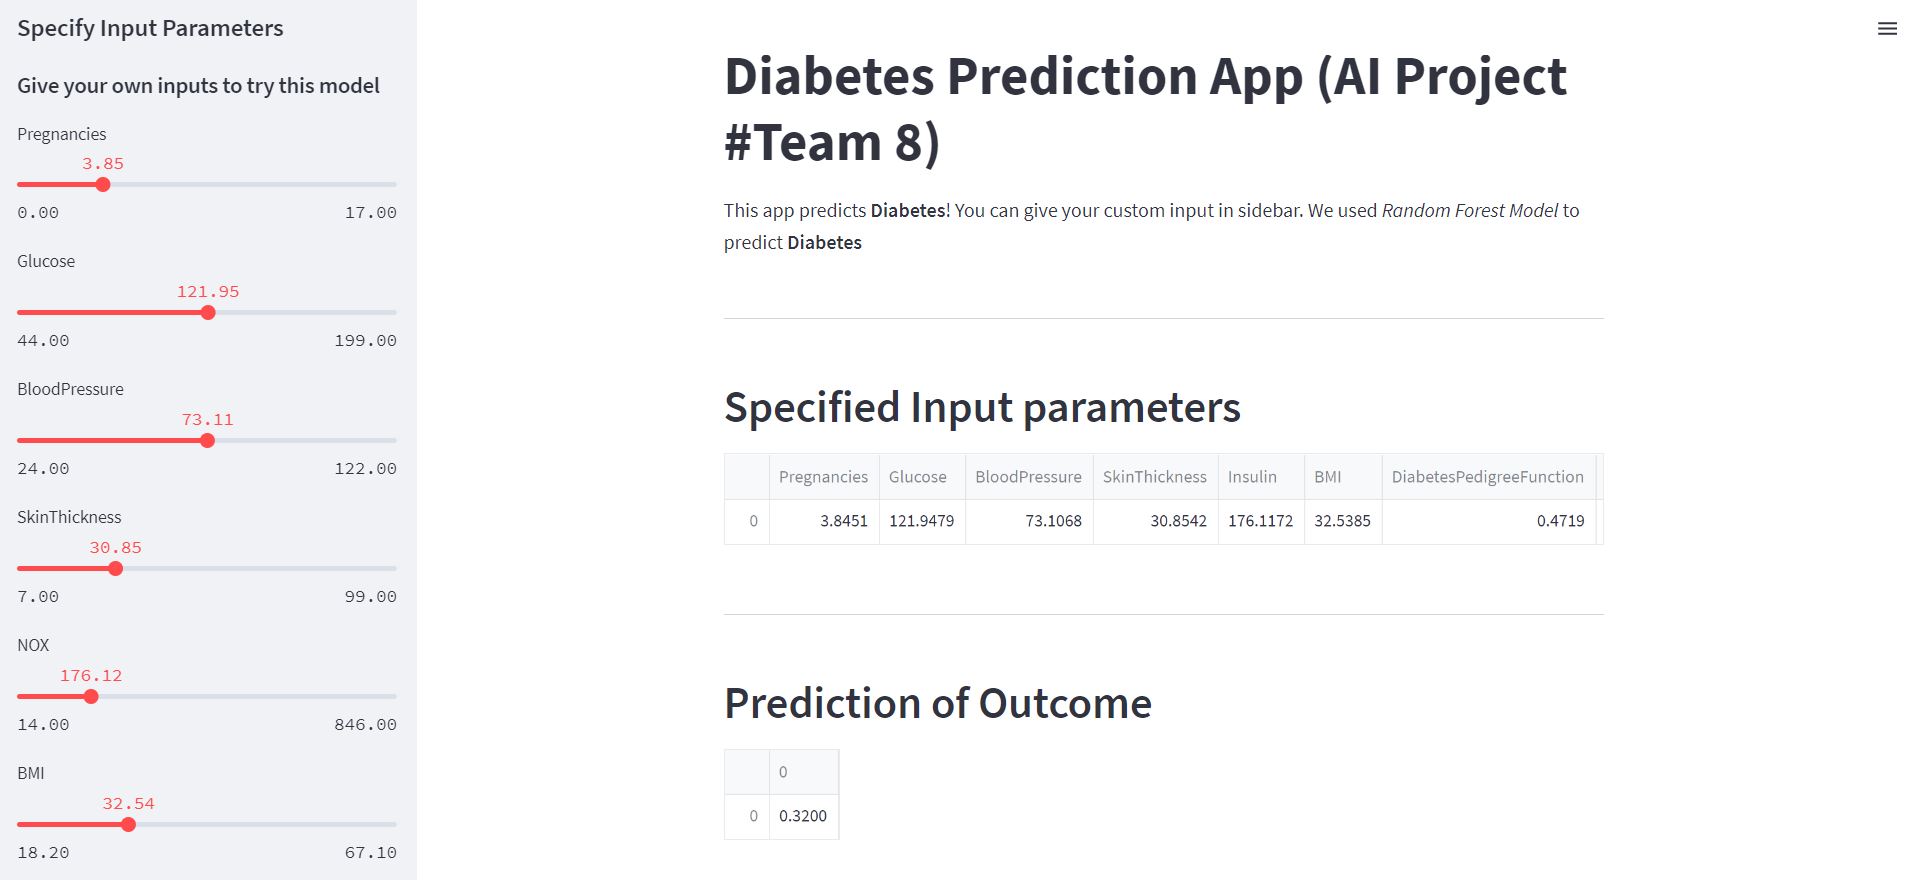 Specify Input Parameters
Give your own inputs to try this model
Pregnancies
3.85
0.00 17.00
Glucose
121.95
44.00 199.00
BloodPressure
73.11
24.00 122.00
SkinThickness
30.85
7.00 99.00
NOX
176.12
14.00 846.00
BMI
32.54
18.20 67.10
Diabetes Prediction App (AI Project
#Team 8)
This app predicts Diabetes! You can give your custom input in sidebar. We used Random Forest Model to
predict Diabetes
Specified Input parameters
Pregnancies Glucose BloodPressure SkinThickness Insulin BMI DiabetesPedigreeFunction
0 3.8451 121.9479 73.1068 30.8542 176.1172 32.5385 0.4719
Prediction of Outcome
0
0 0.3200